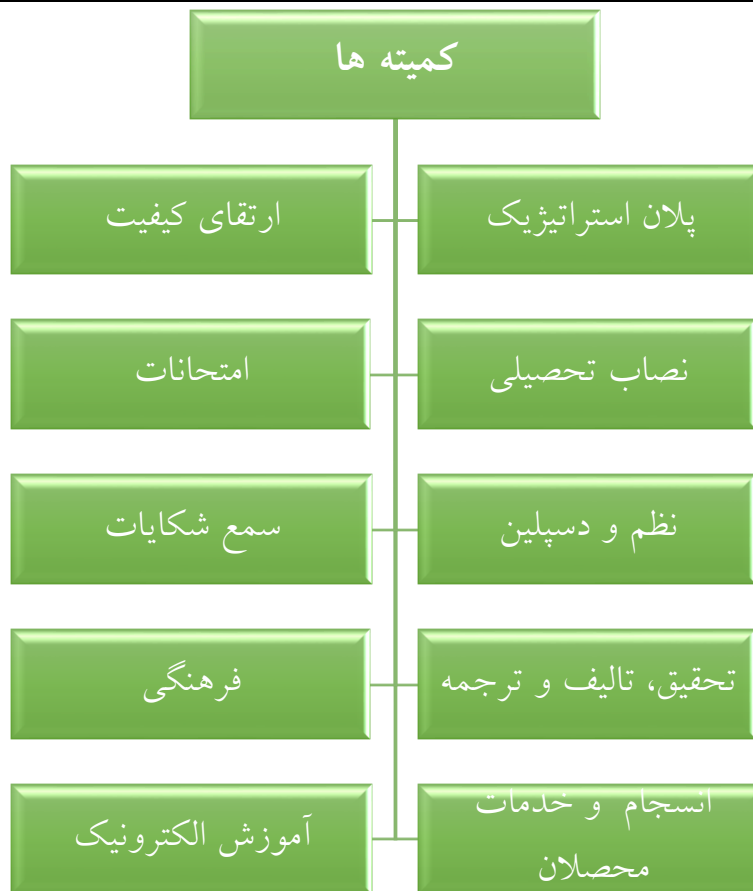 کمیته ها
پلان استراتیژیک
ارتقای کیفیت
نصاب تحصیلی
امتحانات
نظم و دسپلین
سمع شکایات
تحقیق، تالیف و ترجمه
فرهنگی
انسجام و خدمات
محصلان
آموزش الکترونیک